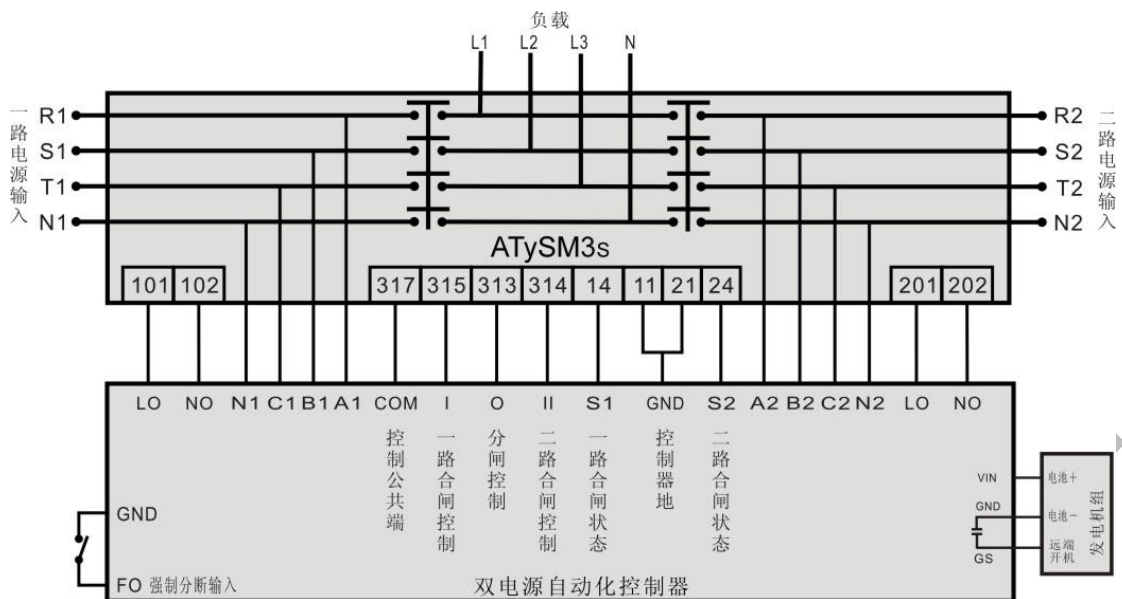 负载
L1 L2 L3 N
一路电源输入
R1
S1
T1
N1
R2
S2
T2
N2
二路电源输入
ATySM3s
101 102 317 315 313 314 14 11 21 24 201 202
LO NO N1 C1 B1 A1 COM I O II S1 GND S2 A2 B2 C2 N2 LO NO
控制公共端
一路合闸控制
分闸控制
二路合闸控制
一路合闸状态
控制器地
二路合闸状态
GND
FO 强制分断输入
双电源自动化控制器
VIN
GND
GS
电池+
电池-
远端
开机
发电机组